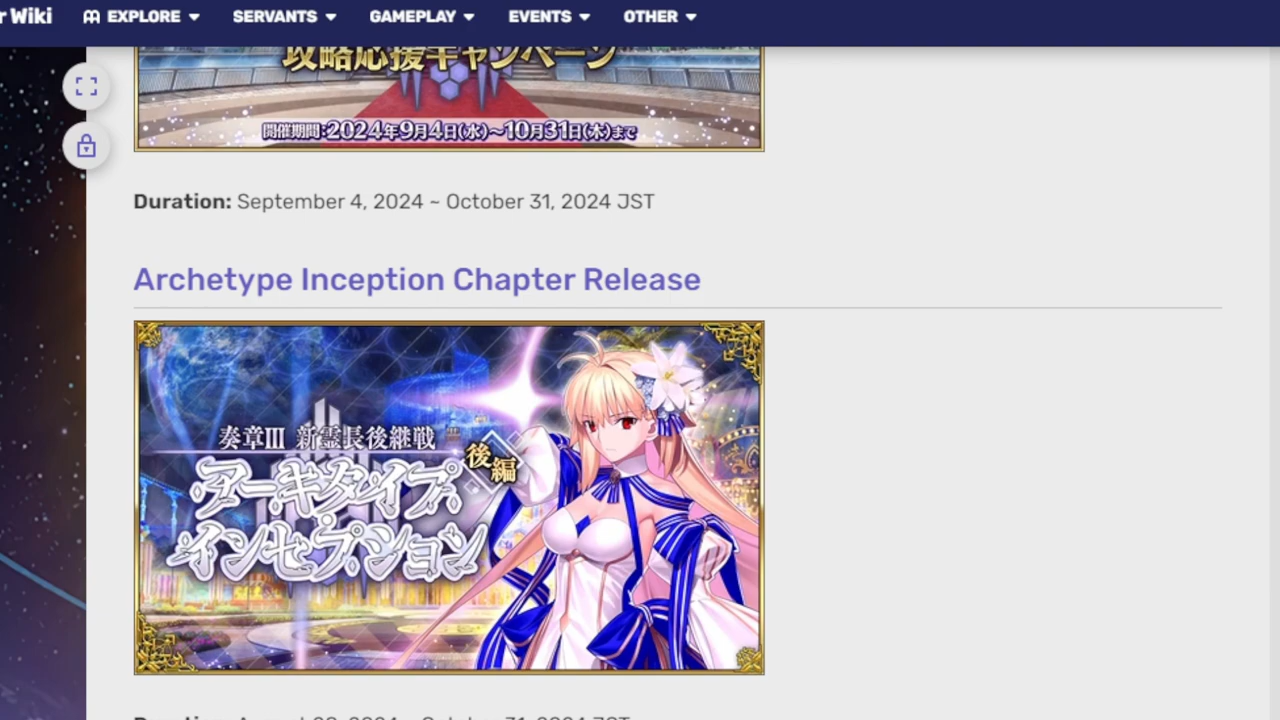 r Wiki EXPLORE SERVANTS GAMEPLAY EVENTS OTHER
攻略応援キャンペーン
開催期間:2024年9月4日(水)~10月31日(木)まで
Duration: September 4, 2024 ~ October 31, 2024 JST
Archetype Inception Chapter Release
奏章III 新霊長後継戦
アーキタイプ
後編
インセプション